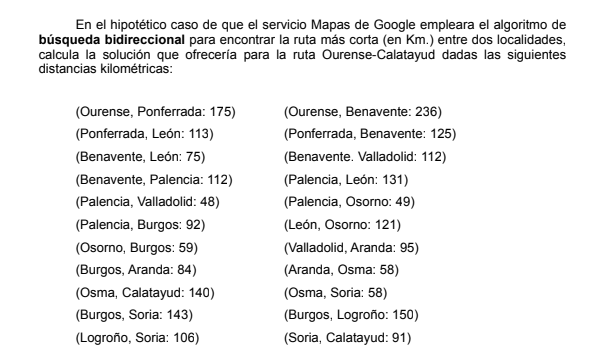 En el hipotético caso de que el servicio Mapas de Google empleara el algoritmo de
búsqueda bidireccional para encontrar la ruta más corta (en Km.) entre dos localidades,
calcula la solución que ofrecería para la ruta Ourense-Calatayud dadas las siguientes
distancias kilométricas:
(Ourense, Ponferrada: 175) (Ourense, Benavente: 236)
(Ponferrada, León: 113) (Ponferrada, Benavente: 125)
(Benavente, León: 75) (Benavente. Valladolid: 112)
(Benavente, Palencia: 112) (Palencia, León: 131)
(Palencia, Valladolid: 48) (Palencia, Osorno: 49)
(Palencia, Burgos: 92) (León, Osorno: 121)
(Osorno, Burgos: 59) (Valladolid, Aranda: 95)
(Burgos, Aranda: 84) (Aranda, Osma: 58)
(Osma, Calatayud: 140) (Osma, Soria: 58)
(Burgos, Soria: 143) (Burgos, Logroño: 150)
(Logroño, Soria: 106) (Soria, Calatayud: 91)